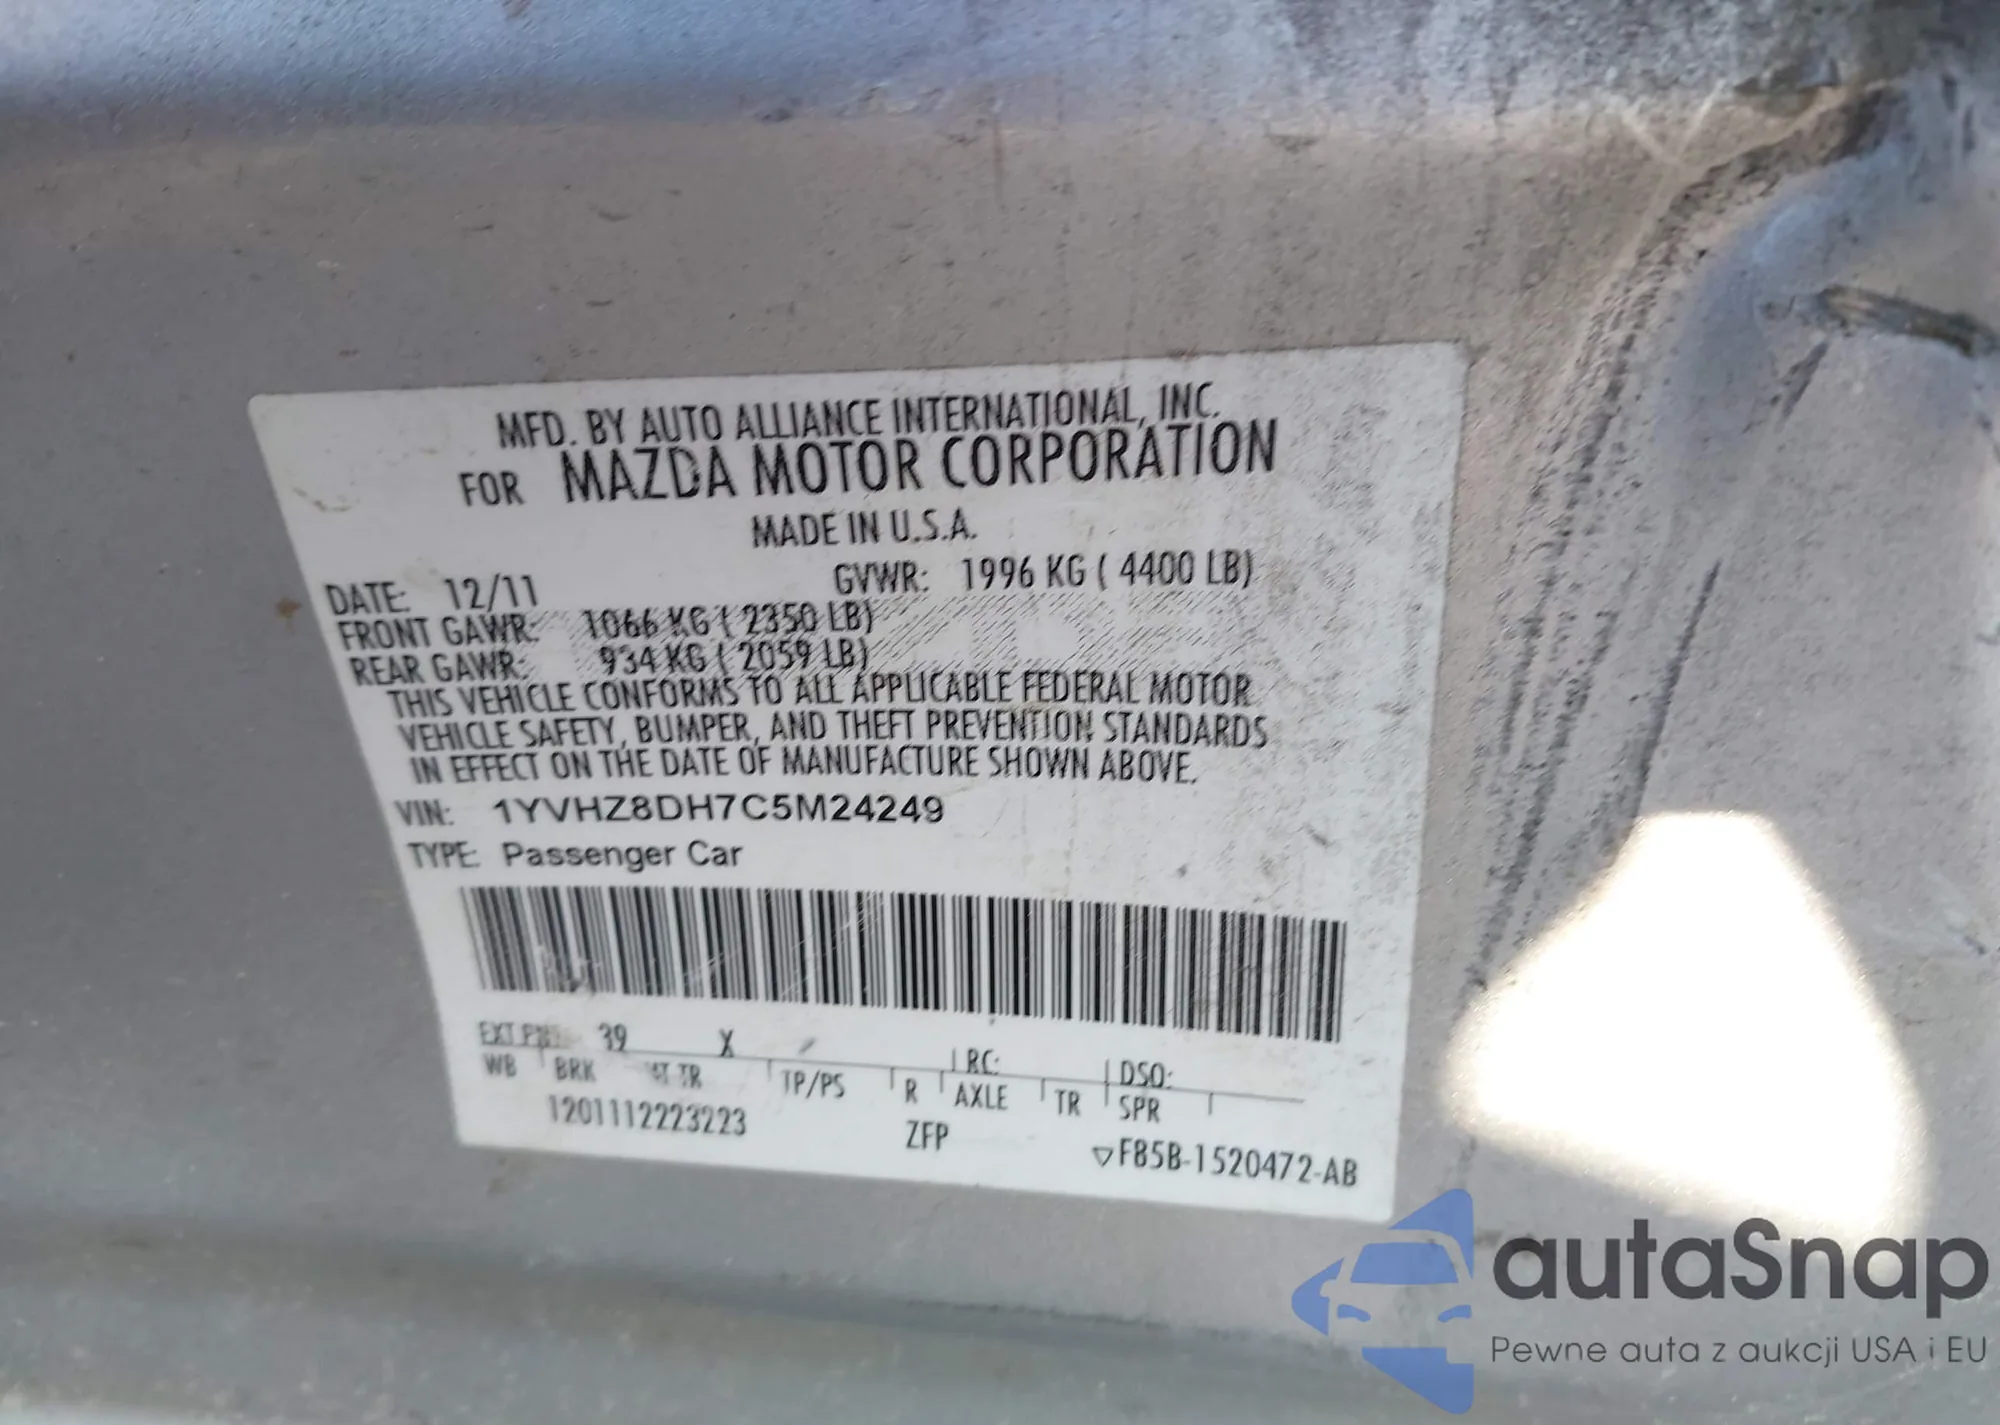 MFD. BY AUTO ALLIANCE INTERNATIONAL, INC.
FOR MAZDA MOTOR CORPORATION
MADE IN U.S.A.
DATE: 12/11 GVWR: 1996 KG ( 4400 LB)
FRONT GAWR: 1066 KG ( 2350 LB)
REAR GAWR: 934 KG ( 2059 LB)
THIS VEHICLE CONFORMS TO ALL APPLICABLE FEDERAL MOTOR
VEHICLE SAFETY, BUMPER, AND THEFT PREVENTION STANDARDS
IN EFFECT ON THE DATE OF MANUFACTURE SHOWN ABOVE.
VIN: 1YVHZ8DH7C5M24249
TYPE: Passenger Car
EXT 39 X RC: DSO:
WB BRK TR TP/PS R AXLE TR SPR
1201112223223 ZFP ▽F85B-1520472-AB
autaSnap
Pewne auta z aukcji USA i EU